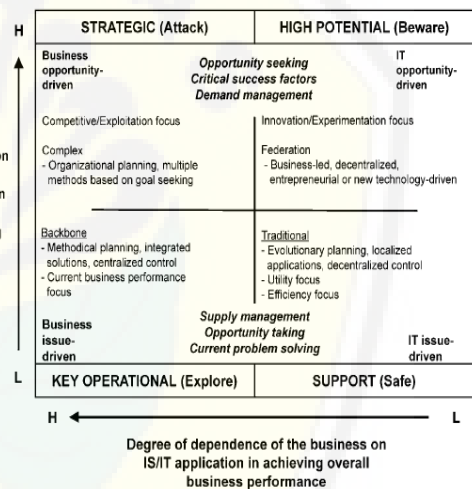 H
STRATEGIC (Attack)
HIGH POTENTIAL (Beware)
Business
opportunity-
driven
Opportunity seeking
Critical success factors
Demand management
IT
opportunity-
driven
Competitive/Exploitation focus
Complex
- Organizational planning, multiple
methods based on goal seeking
Innovation/Experimentation focus
Federation
- Business-led, decentralized,
entrepreneurial or new technology-driven
Backbone
- Methodical planning, integrated
solutions, centralized control
- Current business performance
focus
Traditional
- Evolutionary planning, localized
applications, decentralized control
- Utility focus
- Efficiency focus
Business
issue-
driven
Supply management
Opportunity taking
Current problem solving
IT issue-
driven
L
KEY OPERATIONAL (Explore)
SUPPORT (Safe)
H
L
Degree of dependence of the business on
IS/IT application in achieving overall
business performance